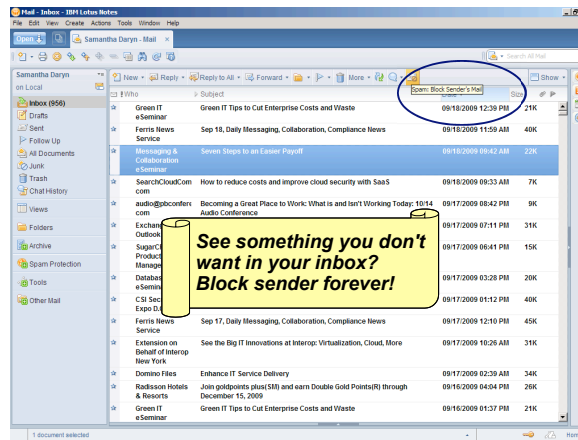 Mail - Inbox - IBM Lotus Notes
File Edit View Create Actions Tools Window Help
Open Samantha Daryn - Mail ×
Search All Mail
Samantha Daryn
on Local
New Reply Reply to All Forward More Show
Spam: Block Sender's Mail
! Who Subject Date Size
Inbox (956)
Drafts
Sent
Follow Up
All Documents
Junk
Trash
Chat History
Views
Folders
Archive
Spam Protection
Tools
Other Mail
Green IT Green IT Tips to Cut Enterprise Costs and Waste 09/18/2009 12:39 PM 21K
eSeminar
Ferris News Sep 18, Daily Messaging, Collaboration, Compliance News 09/18/2009 11:59 AM 40K
Service
Messaging & Seven Steps to an Easier Payoff 09/18/2009 09:42 AM 22K
Collaboration
eSeminar
SearchCloudCom How to reduce costs and improve cloud security with SaaS 09/18/2009 09:33 AM 7K
com
audio@pbconfere Becoming a Great Place to Work: What is and Isn't Working Today: 10/14 09/17/2009 08:42 PM 9K
com Audio Conference
Exchan 09/17/2009 07:11 PM 31K
Outlook
SugarC 09/17/2009 06:41 PM 15K
Product
Manage
Databas 09/17/2009 03:28 PM 20K
eSemin
CSI Sec 09/17/2009 01:12 PM 40K
Expo D.
See something you don't
want in your inbox?
Block sender forever!
Ferris News Sep 17, Daily Messaging, Collaboration, Compliance News 09/17/2009 12:10 PM 45K
Service
Extension on See the Big IT Innovations at Interop: Virtualization, Cloud, More 09/17/2009 10:26 AM 31K
Behalf of Interop
New York
Domino Files Enhance IT Service Delivery 09/17/2009 02:39 AM 34K
Radisson Hotels Join goldpoints plus(SM) and earn Double Gold Points(R) through 09/16/2009 04:04 PM 26K
& Resorts December 15, 2009
Green IT Green IT Tips to Cut Enterprise Costs and Waste 09/16/2009 01:37 PM 21K
eSeminar
1 document selected